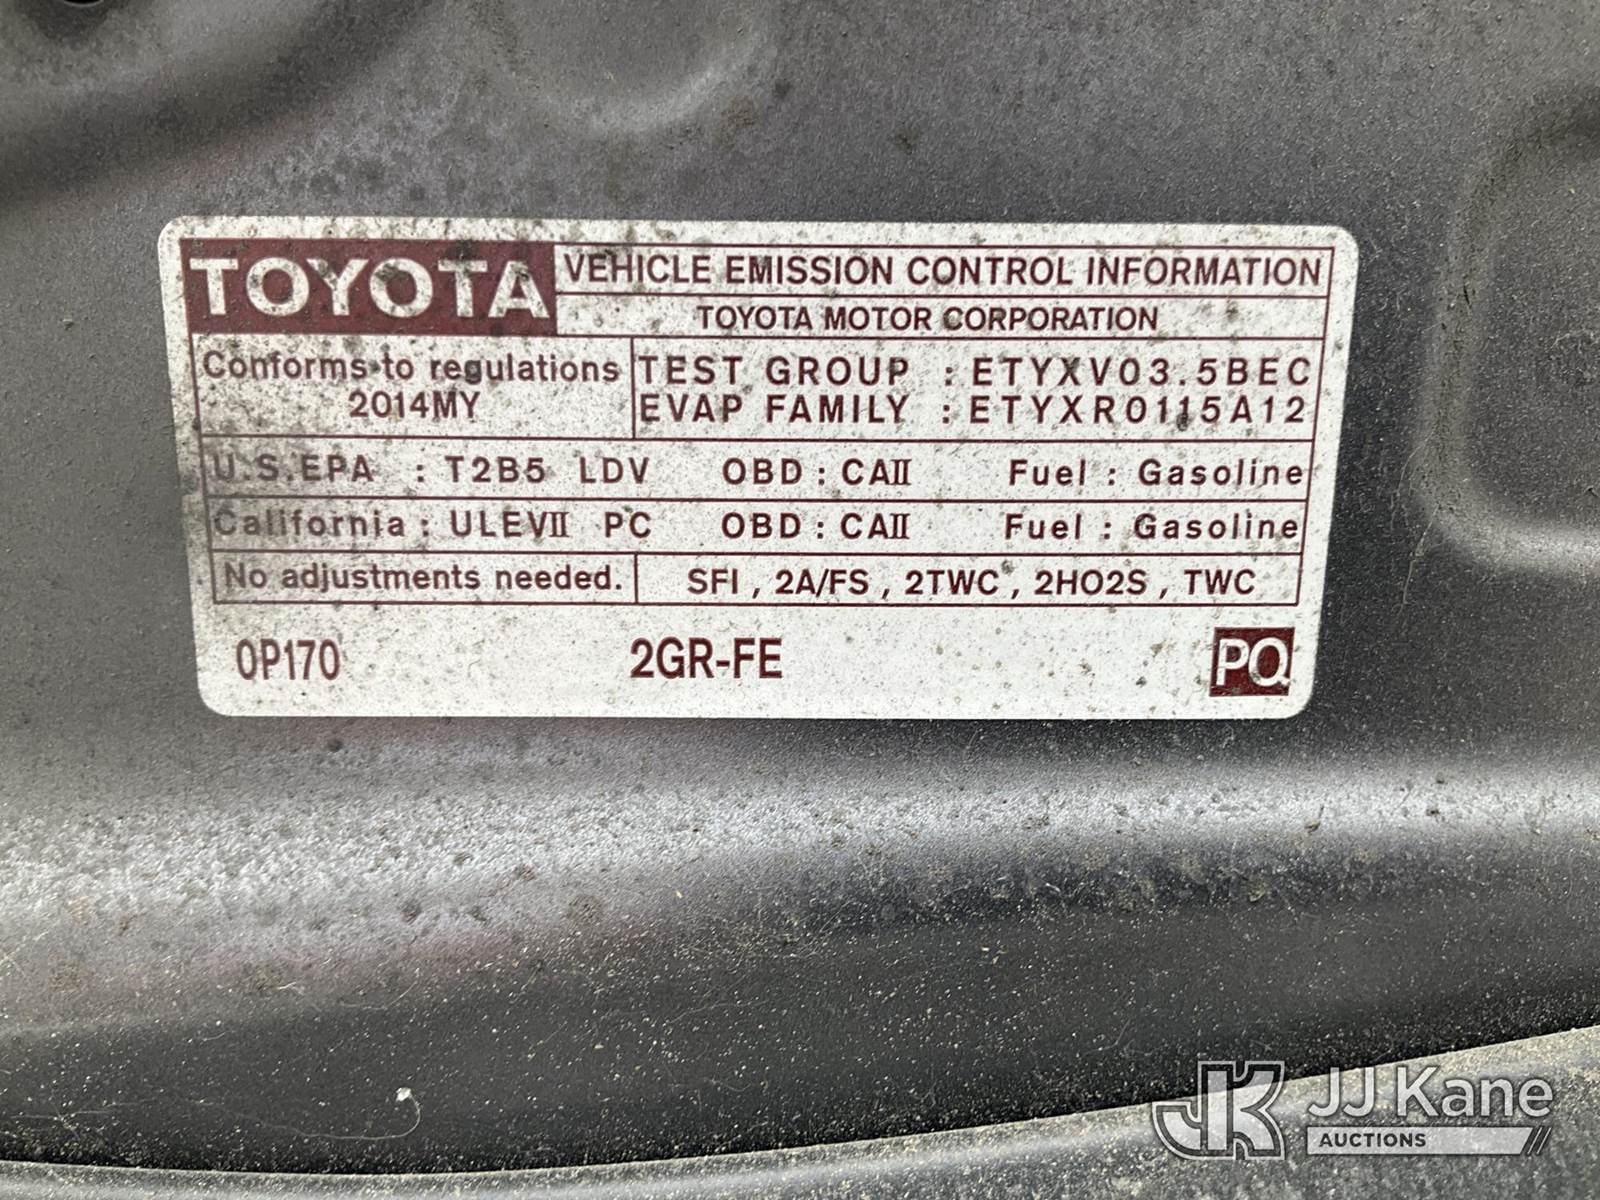 TOYOTA VEHICLE EMISSION CONTROL INFORMATION
TOYOTA MOTOR CORPORATION
Conforms to regulations
2014MY
TEST GROUP : ETYXV03.5BEC
EVAP FAMILY : ETYXR0115A12
U.S.EPA : T2B5 LDV OBD : CAII Fuel : Gasoline
California : ULEVII PC OBD : CAII Fuel : Gasoline
No adjustments needed. SFI , 2A/FS , 2TWC , 2HO2S , TWC
0P170 2GR-FE PQ
JK JJ Kane
AUCTIONS